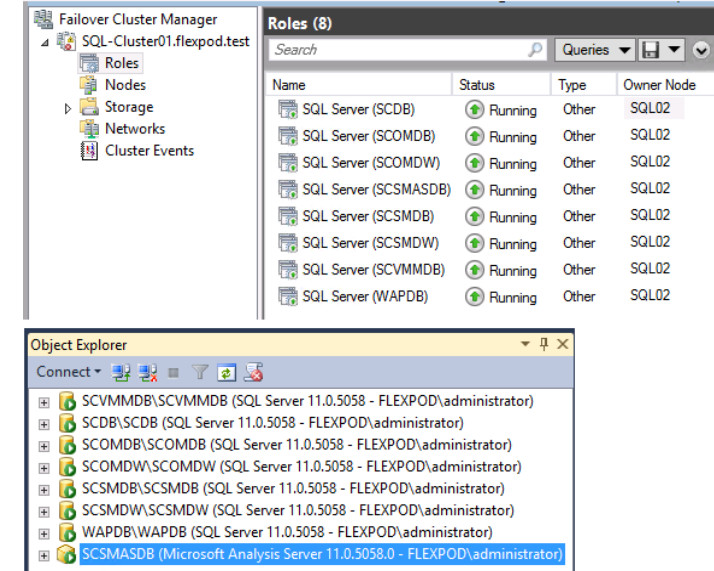 Failover Cluster Manager
SQL-Cluster01.flexpod.test
Roles
Nodes
Storage
Networks
Cluster Events
Roles (8)
Search
Queries
Name Status Type Owner Node
SQL Server (SCDB) Running Other SQL02
SQL Server (SCOMDB) Running Other SQL02
SQL Server (SCOMDW) Running Other SQL02
SQL Server (SCSMASDB) Running Other SQL02
SQL Server (SCSMDB) Running Other SQL02
SQL Server (SCSMDW) Running Other SQL02
SQL Server (SCVMMDB) Running Other SQL02
SQL Server (WAPDB) Running Other SQL02
Object Explorer
Connect
SCVMMDB\SCVMMDB (SQL Server 11.0.5058 - FLEXPOD\administrator)
SCDB\SCDB (SQL Server 11.0.5058 - FLEXPOD\administrator)
SCOMDB\SCOMDB (SQL Server 11.0.5058 - FLEXPOD\administrator)
SCOMDW\SCOMDW (SQL Server 11.0.5058 - FLEXPOD\administrator)
SCSMDB\SCSMDB (SQL Server 11.0.5058 - FLEXPOD\administrator)
SCSMDW\SCSMDW (SQL Server 11.0.5058 - FLEXPOD\administrator)
WAPDB\WAPDB (SQL Server 11.0.5058 - FLEXPOD\administrator)
SCSMASDB (Microsoft Analysis Server 11.0.5058.0 - FLEXPOD\administrator)